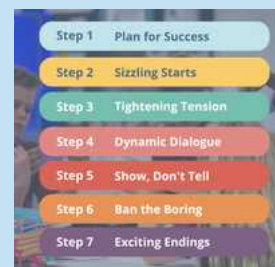 Step 1 Plan for Success
Step 2 Sizzling Starts
Step 3 Tightening Tension
Step 4 Dynamic Dialogue
Step 5 Show, Don't Tell
Step 6 Ban the Boring
Step 7 Exciting Endings